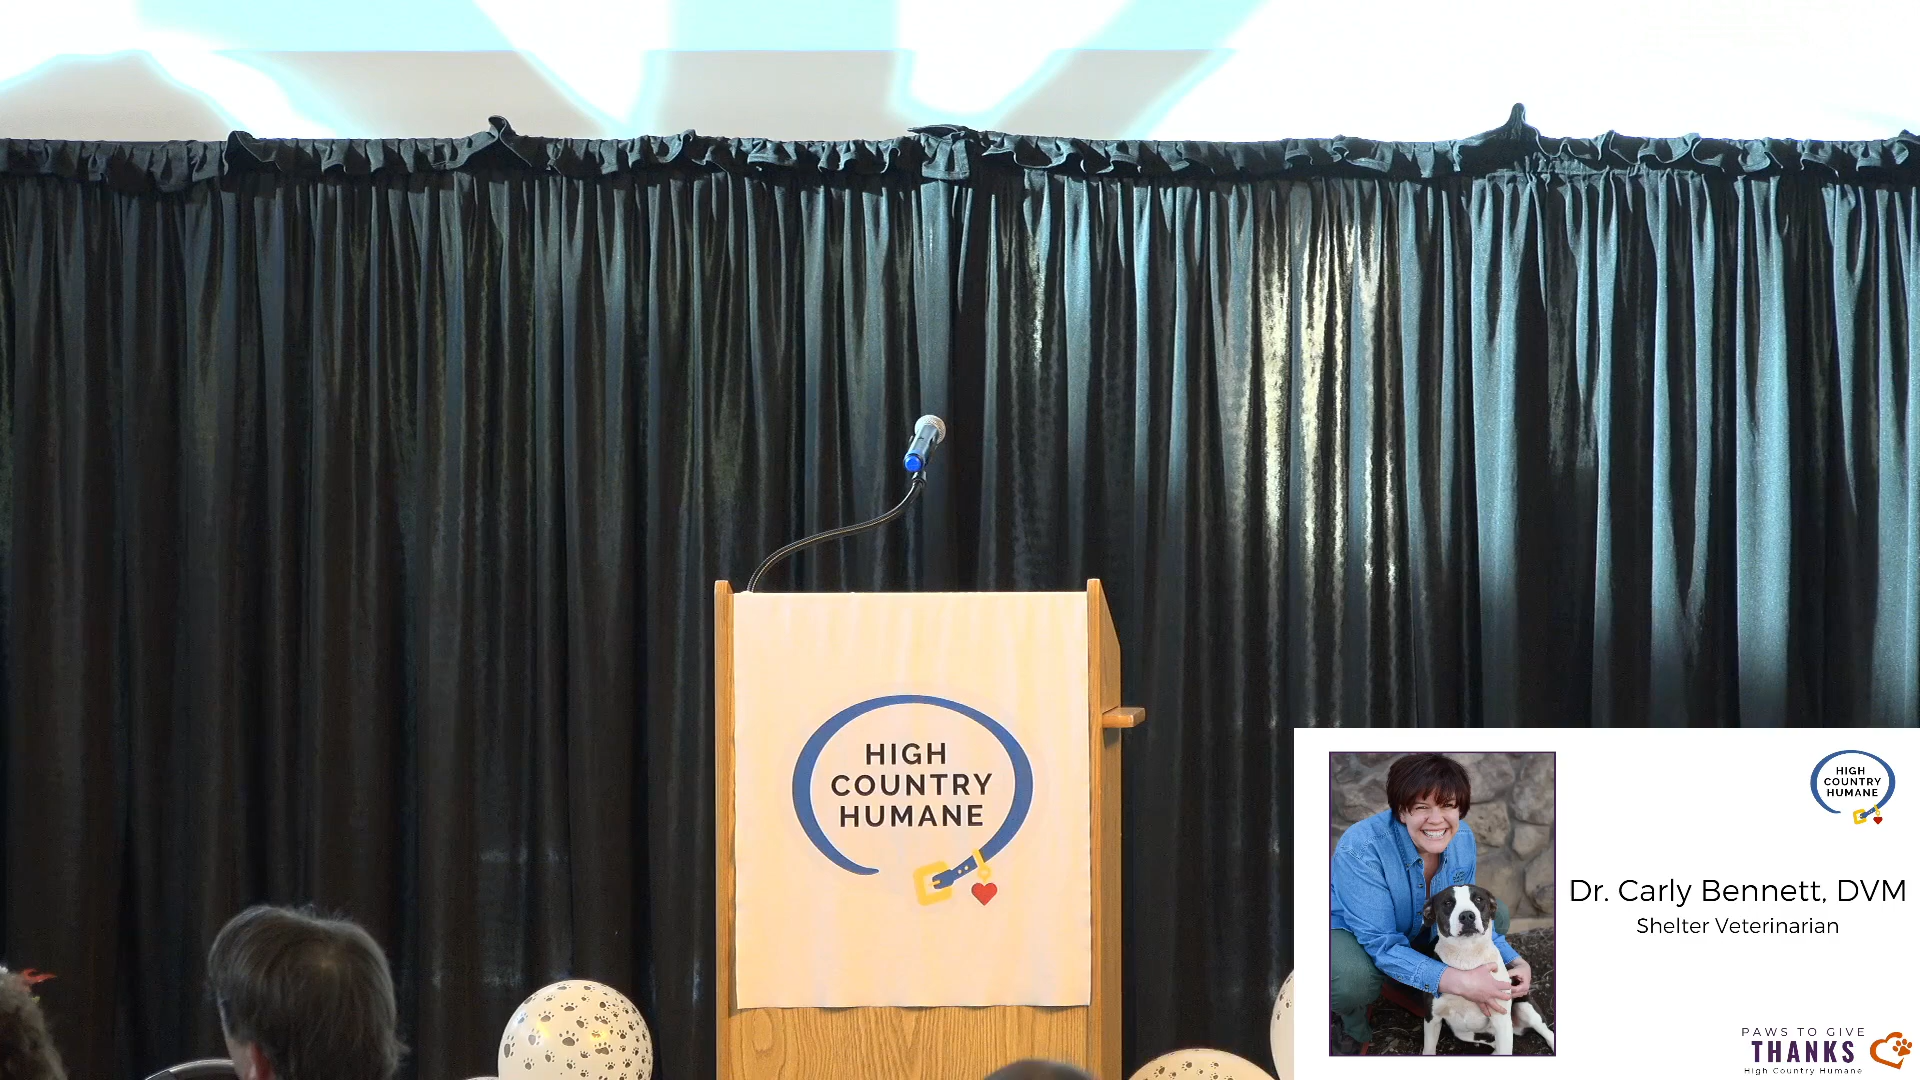 HIGH
COUNTRY
HUMANE
HIGH
COUNTRY
HUMANE
Dr. Carly Bennett, DVM
Shelter Veterinarian
PAWS TO GIVE
THANKS
High Country Humane